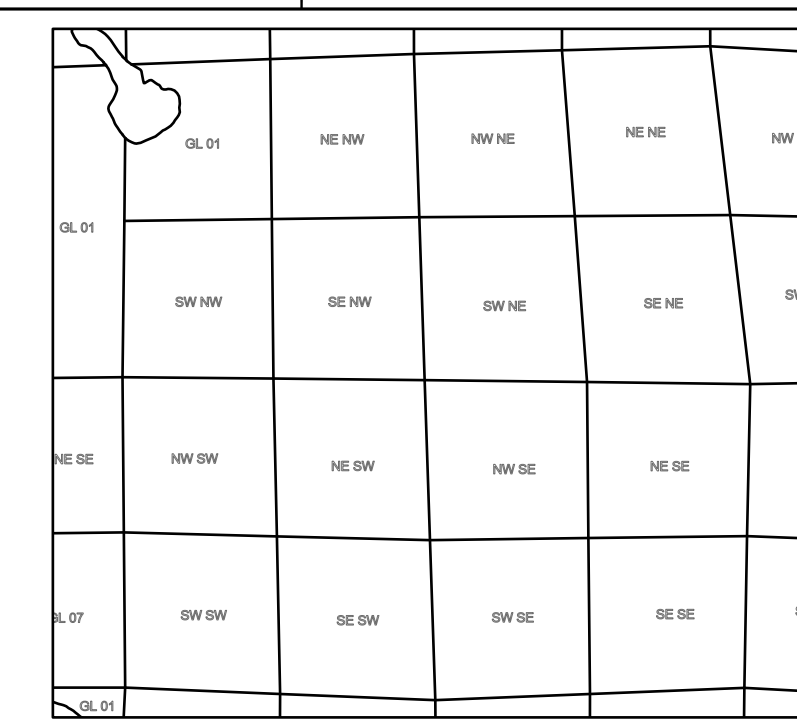 NE NE
NE NW
NW NE
NW
GL 01
GL 01
SW NW
SE NW
SW NE
SE NE
NE SE
NW SW
NE SW
NW SE
NE SE
GL 07
SW SW
SE SW
SW SE
SE SE
GL 01